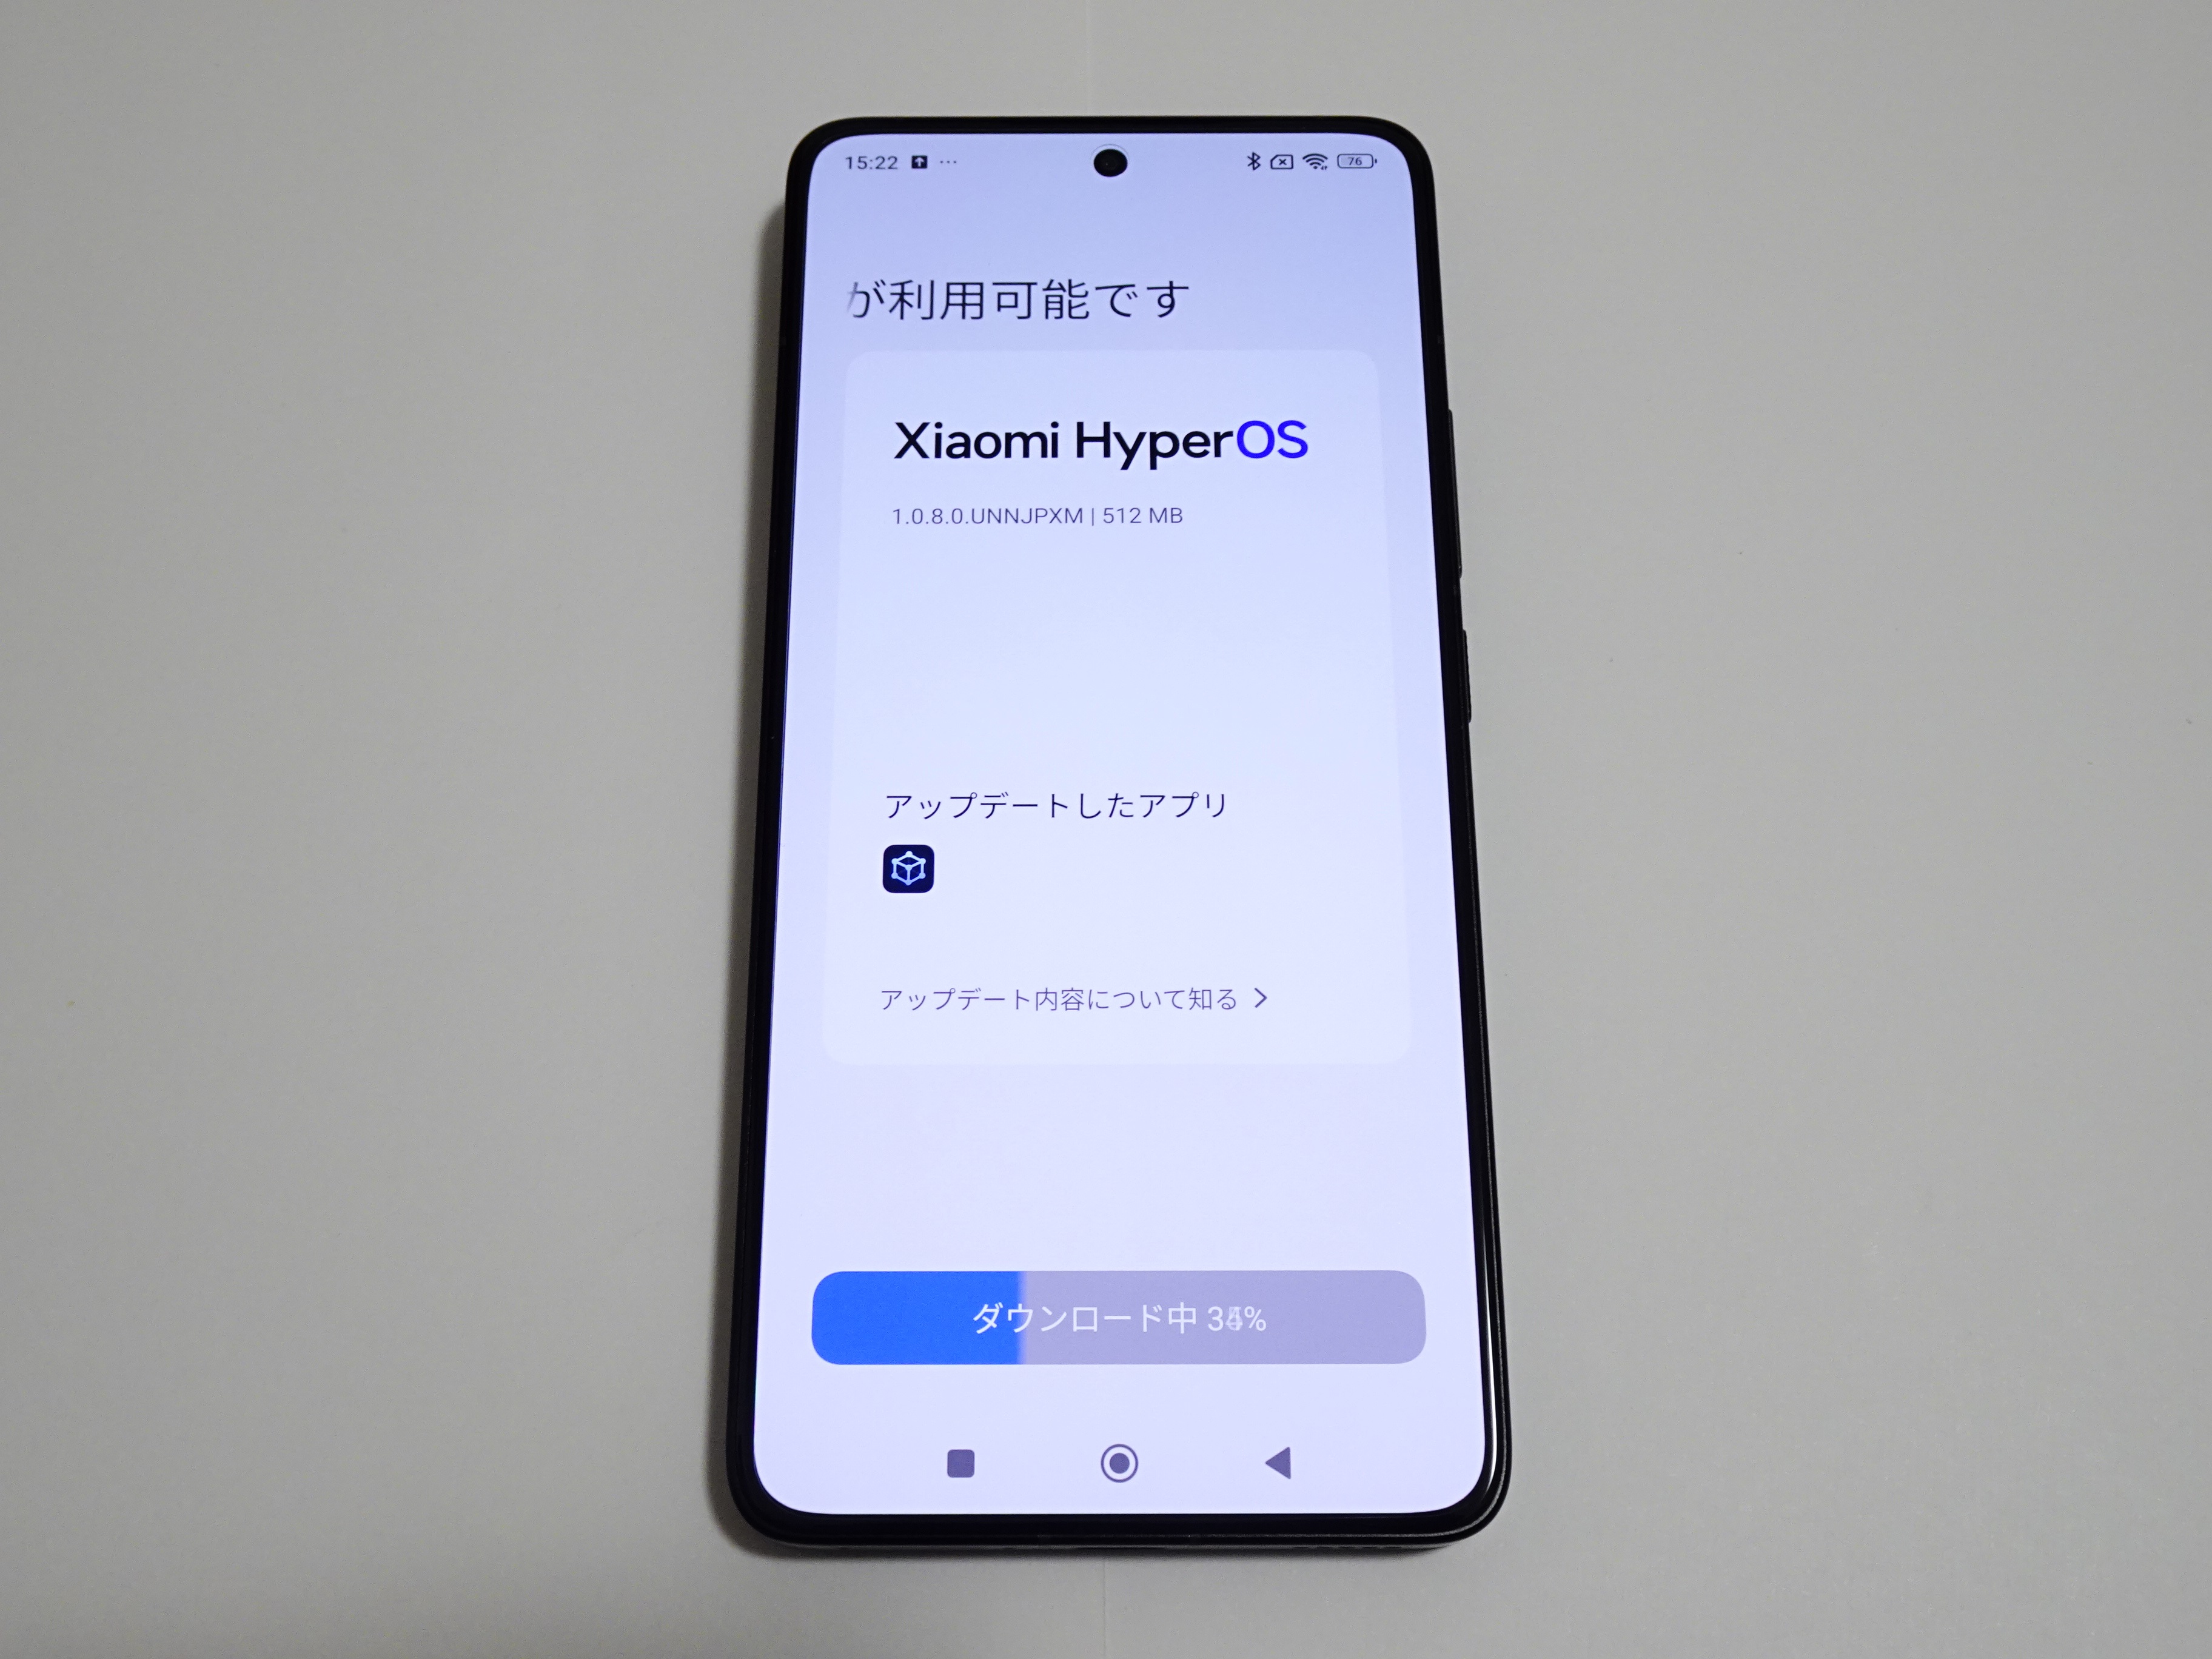 15:22 ... 76
が利用可能です
Xiaomi HyperOS
1.0.8.0.UNNJPXM | 512 MB
アップデートしたアプリ
アップデート内容について知る >
ダウンロード中